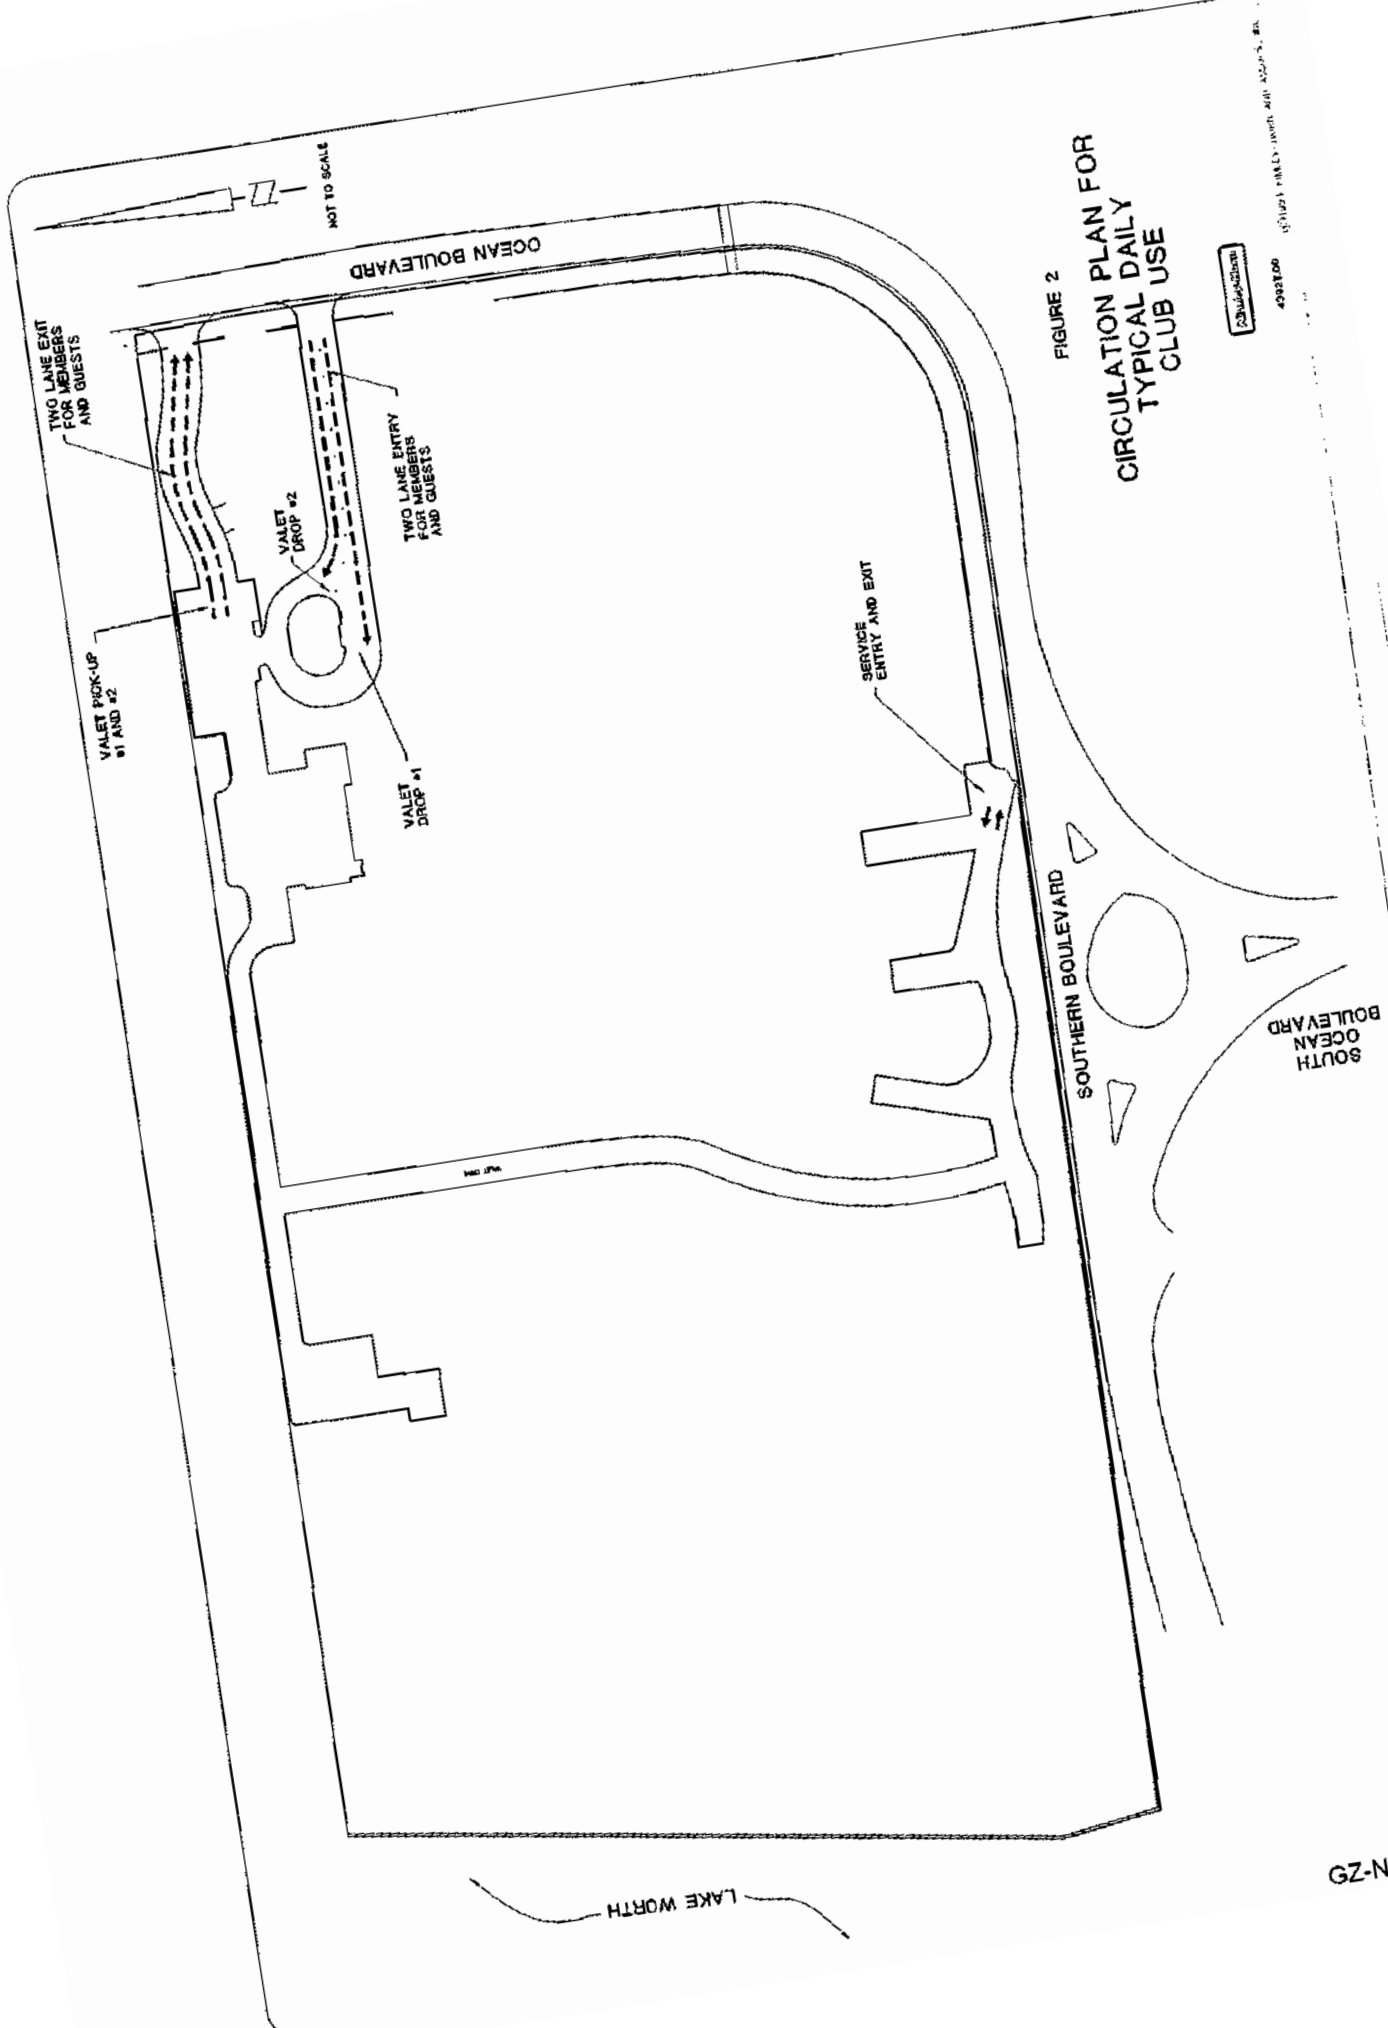 TWO LANE EXIT
FOR MEMBERS
AND GUESTS
NOT TO SCALE
OCEAN BOULEVARD
VALET
DROP #2
TWO LANE ENTRY
FOR MEMBERS
AND GUESTS
VALET PICK-UP
#1 AND #2
VALET
DROP #1
SERVICE
ENTRY AND EXIT
SOUTHERN BOULEVARD
SOUTH
OCEAN
BOULEVARD
LAKE WORTH
FIGURE 2
CIRCULATION PLAN FOR
TYPICAL DAILY
CLUB USE
GZ-N